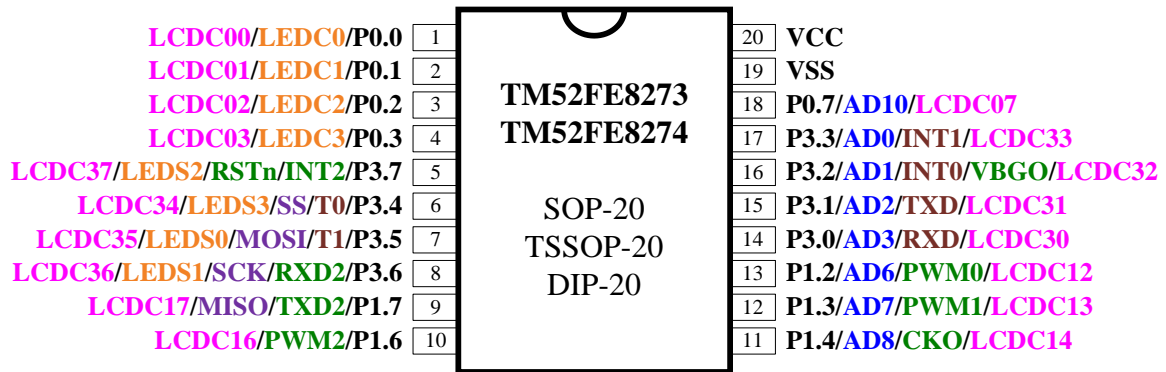 LCDC00/LEDC0/P0.0 1
LCDC01/LEDC1/P0.1 2
LCDC02/LEDC2/P0.2 3
LCDC03/LEDC3/P0.3 4
LCDC37/LEDS2/RSTn/INT2/P3.7 5
LCDC34/LEDS3/SS/T0/P3.4 6
LCDC35/LEDS0/MOSI/T1/P3.5 7
LCDC36/LEDS1/SCK/RXD2/P3.6 8
LCDC17/MISO/TXD2/P1.7 9
LCDC16/PWM2/P1.6 10
TM52FE8273
TM52FE8274
SOP-20
TSSOP-20
DIP-20
20 VCC
19 VSS
18 P0.7/AD10/LCDC07
17 P3.3/AD0/INT1/LCDC33
16 P3.2/AD1/INT0/VBGO/LCDC32
15 P3.1/AD2/TXD/LCDC31
14 P3.0/AD3/RXD/LCDC30
13 P1.2/AD6/PWM0/LCDC12
12 P1.3/AD7/PWM1/LCDC13
11 P1.4/AD8/CKO/LCDC14